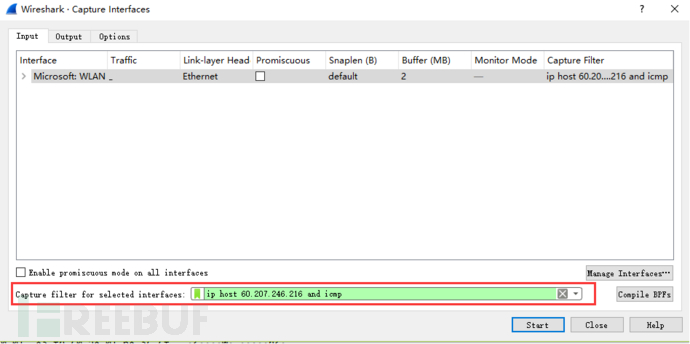 Wireshark · Capture Interfaces
? X
Input Output Options
Interface Traffic Link-layer Head Promiscuous Snaplen (B) Buffer (MB) Monitor Mode Capture Filter
> Microsoft: WLAN _ Ethernet default 2 — ip host 60.20....216 and icmp
Enable promiscuous mode on all interfaces
Manage Interfaces…
Capture filter for selected interfaces: ip host 60.207.246.216 and icmp
Compile BPFs
FREEBUF
Start Close Help